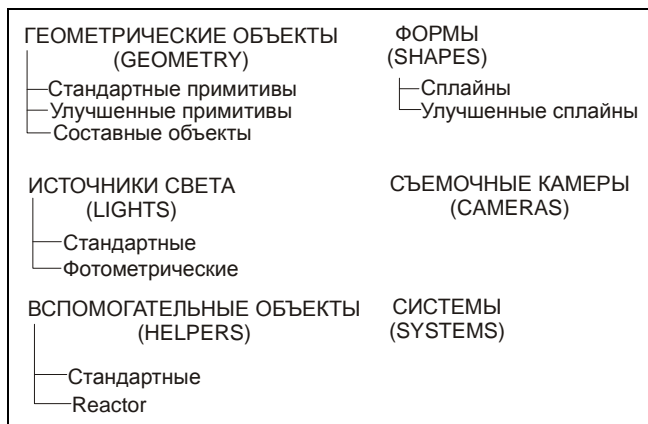 ГЕОМЕТРИЧЕСКИЕ ОБЪЕКТЫ
(GEOMETRY)
Стандартные примитивы
Улучшенные примитивы
Составные объекты
ФОРМЫ
(SHAPES)
Сплайны
Улучшенные сплайны
ИСТОЧНИКИ СВЕТА
(LIGHTS)
Стандартные
Фотометрические
СЪЕМОЧНЫЕ КАМЕРЫ
(CAMERAS)
ВСПОМОГАТЕЛЬНЫЕ ОБЪЕКТЫ
(HELPERS)
Стандартные
Reactor
СИСТЕМЫ
(SYSTEMS)